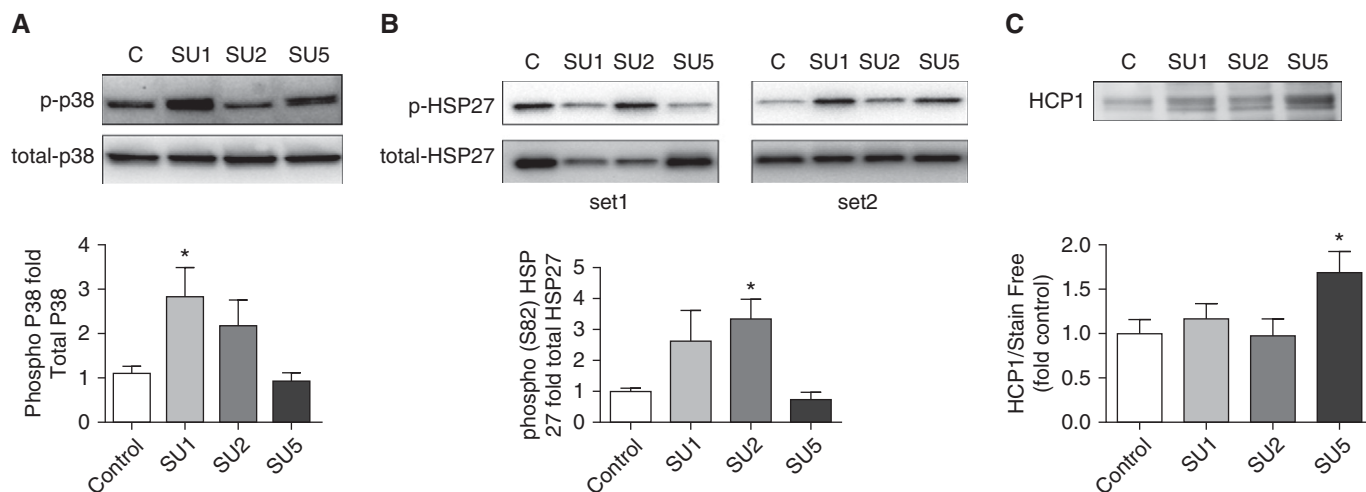 A
C SU1 SU2 SU5
p-p38
total-p38
Phospho P38 fold
Total P38
4
3
2
1
0
*
Control SU1 SU2 SU5
B
C SU1 SU2 SU5
C SU1 SU2 SU5
p-HSP27
total-HSP27
set1
set2
phospho (S82) HSP
27 fold total HSP27
5
4
3
2
1
0
*
Control SU1 SU2 SU5
C
C SU1 SU2 SU5
HCP1
HCP1/Stain Free
(fold control)
2.0
1.5
1.0
0.5
0.0
*
Control SU1 SU2 SU5